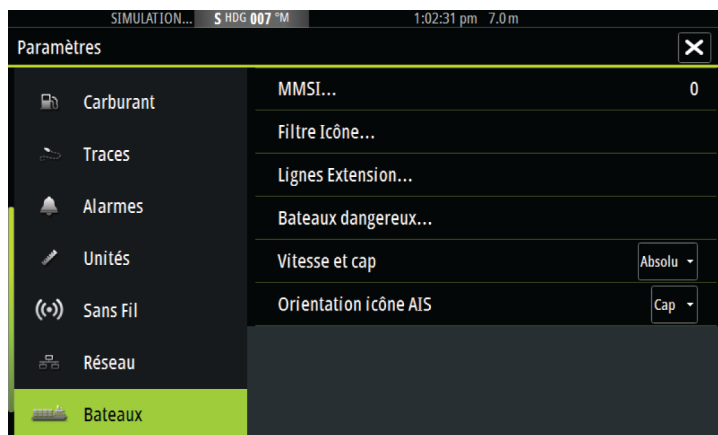 SIMULATION... S HDG 007 °M 1:02:31 pm 7.0 m
Paramètres
Carburant
Traces
Alarmes
Unités
Sans Fil
Réseau
Bateaux
MMSI... 0
Filtre Icône...
Lignes Extension...
Bateaux dangereux...
Vitesse et cap Absolu
Orientation icône AIS Cap